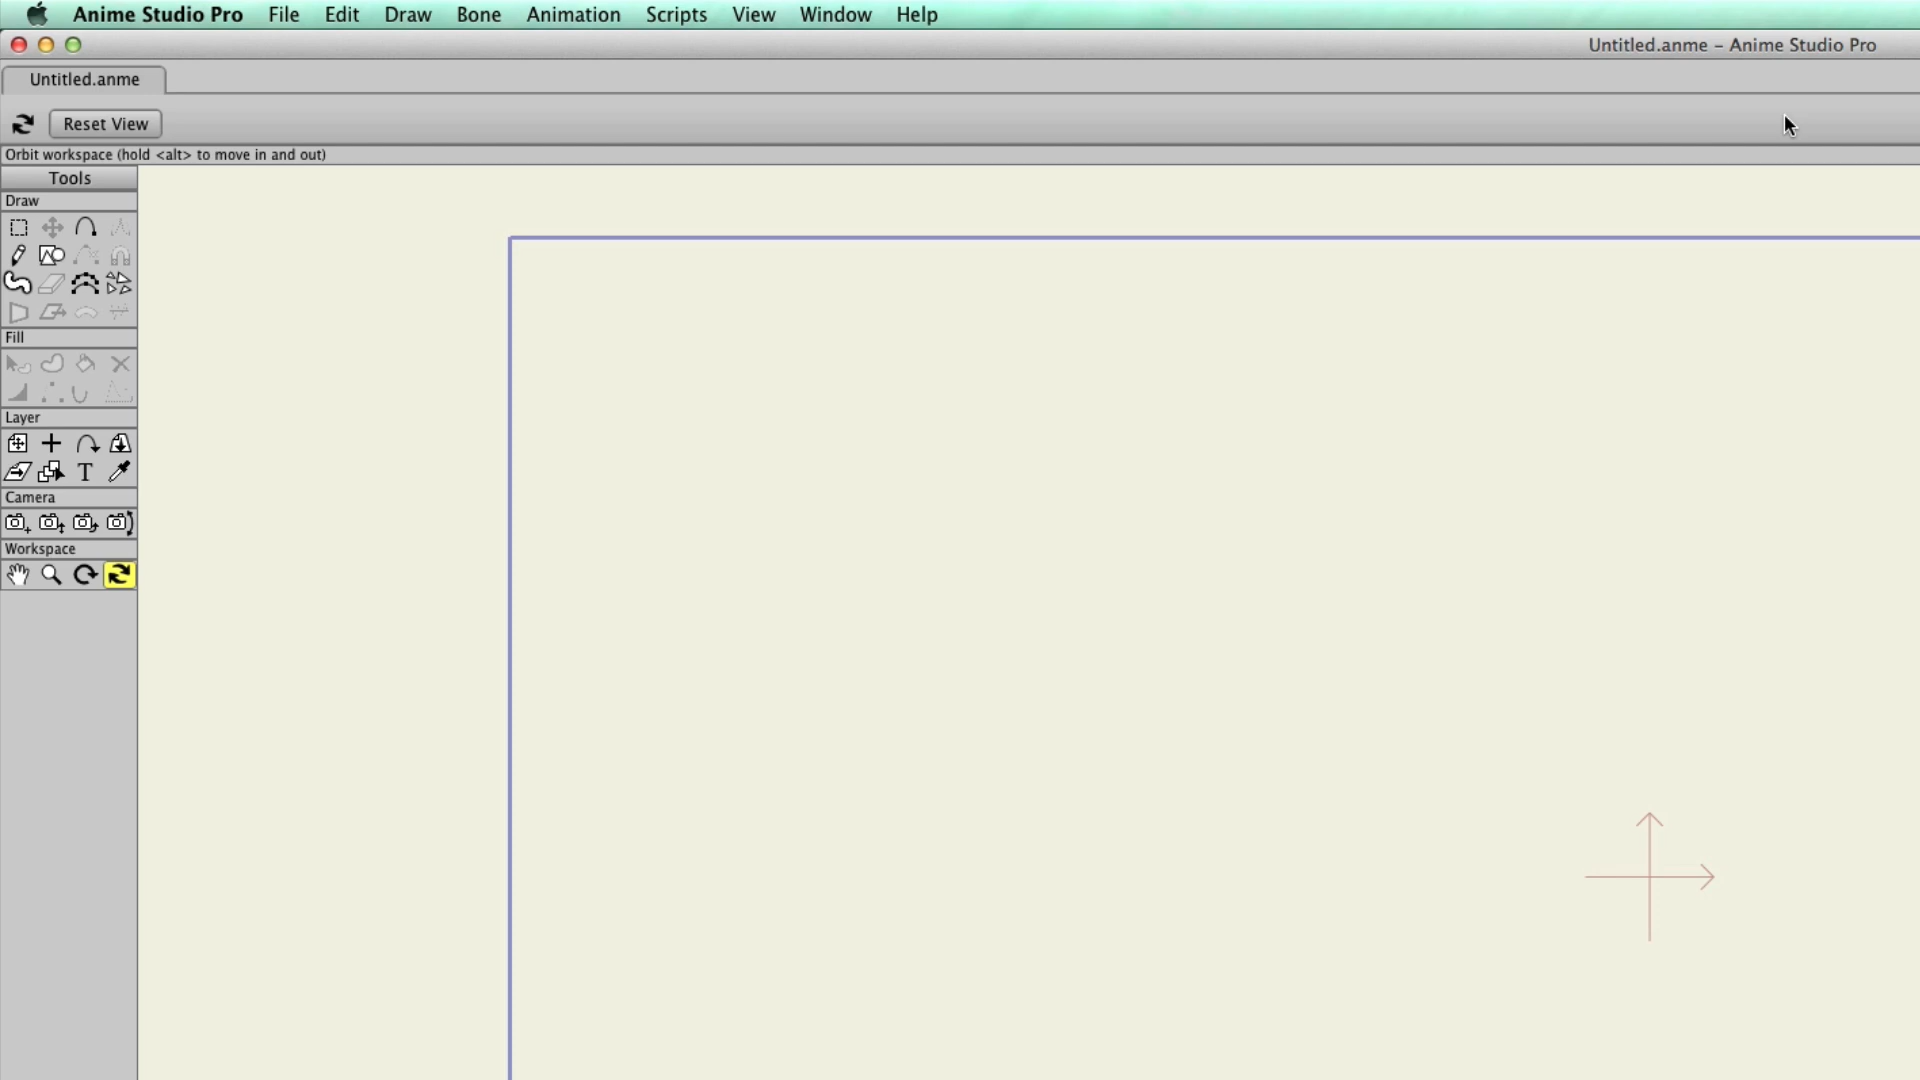 Anime Studio Pro File Edit Draw Bone Animation Scripts View Window Help
Untitled.anme – Anime Studio Pro
Untitled.anme
Reset View
Orbit workspace (hold <alt> to move in and out)
Tools
Draw
Fill
Layer
T
Camera
Workspace